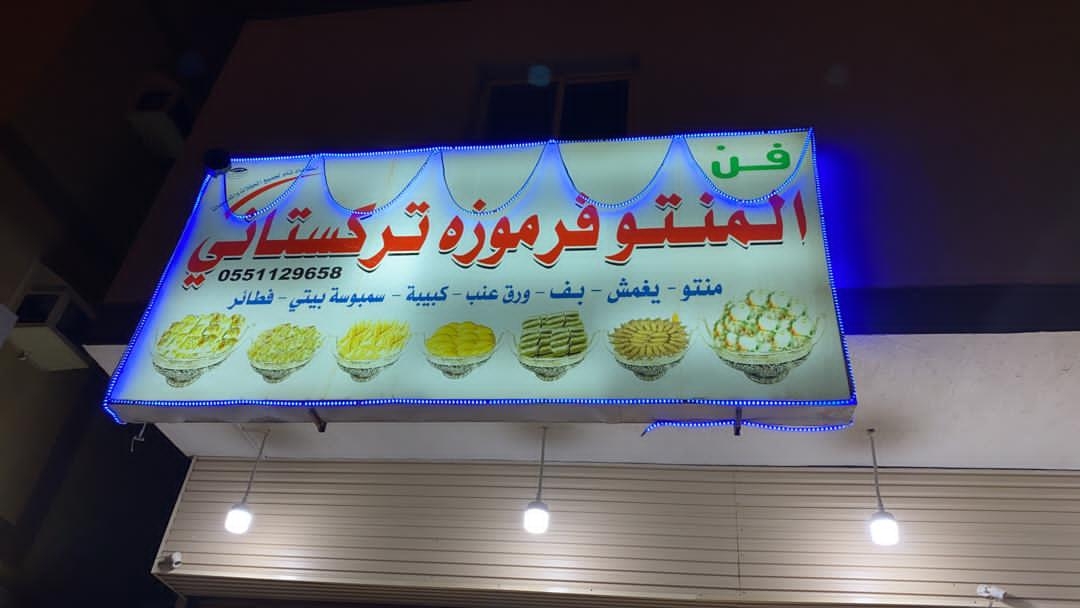 فن
المنتو فرموزه تركستاني
0551129658
منتو - يغمش - بف - ورق عنب - كبيبة - سمبوسة بيتي - فطائر